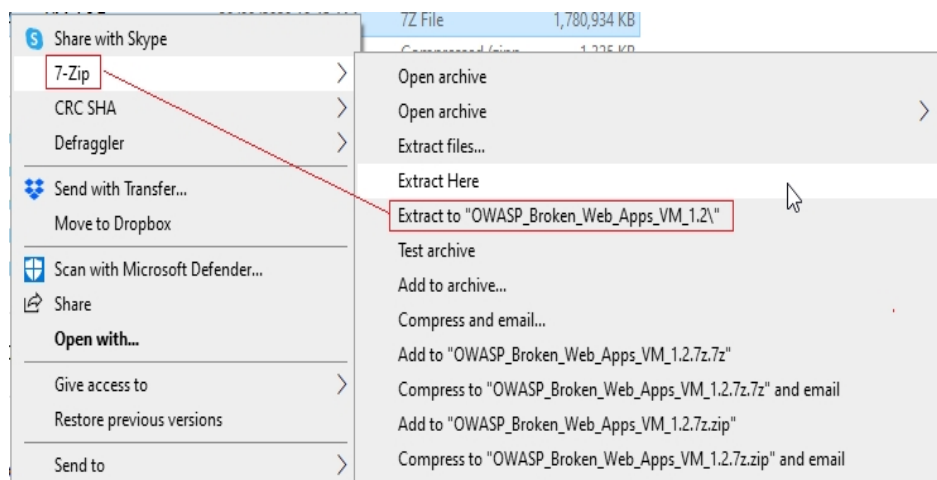 7Z File 1,780,934 KB
Share with Skype
7-Zip
CRC SHA
Defraggler
Send with Transfer...
Move to Dropbox
Scan with Microsoft Defender...
Share
Open with...
Give access to
Restore previous versions
Send to
Open archive
Open archive
Extract files...
Extract Here
Extract to "OWASP_Broken_Web_Apps_VM_1.2\"
Test archive
Add to archive...
Compress and email...
Add to "OWASP_Broken_Web_Apps_VM_1.2.7z.7z"
Compress to "OWASP_Broken_Web_Apps_VM_1.2.7z.7z" and email
Add to "OWASP_Broken_Web_Apps_VM_1.2.7z.zip"
Compress to "OWASP_Broken_Web_Apps_VM_1.2.7z.zip" and email